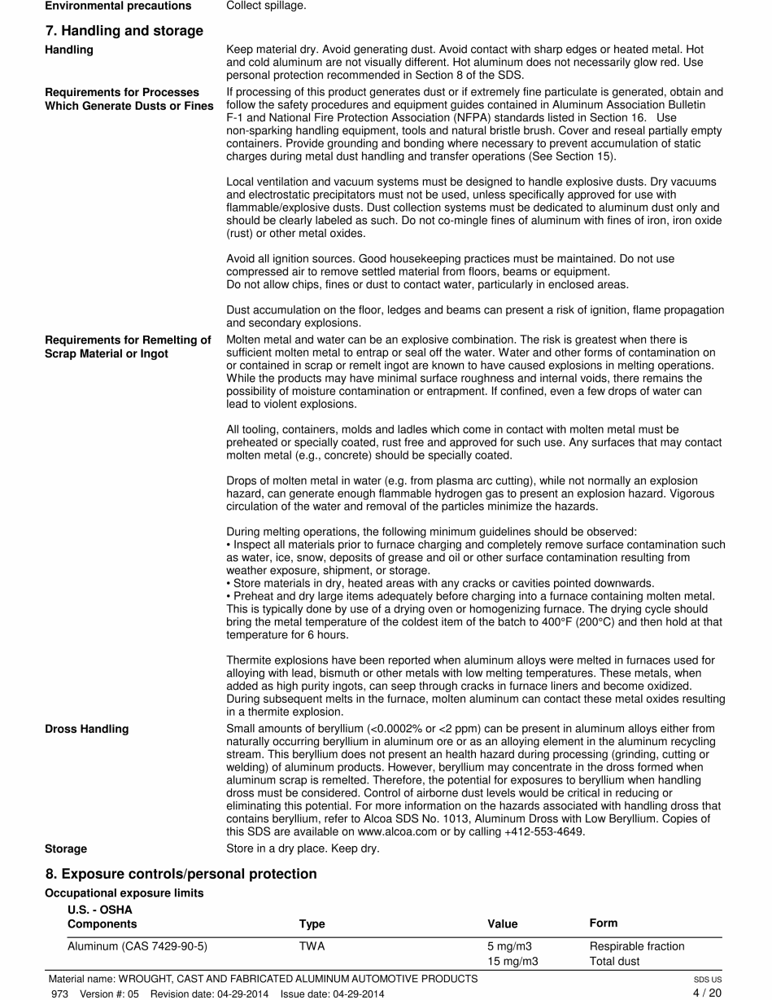 Environmental precautions Collect spillage.
7. Handling and storage
Handling Keep material dry. Avoid generating dust. Avoid contact with sharp edges or heated metal. Hot
and cold aluminum are not visually different. Hot aluminum does not necessarily glow red. Use
personal protection recommended in Section 8 of the SDS.
Requirements for Processes If processing of this product generates dust or if extremely fine particulate is generated, obtain and
Which Generate Dusts or Fines follow the safety procedures and equipment guides contained in Aluminum Association Bulletin
F-1 and National Fire Protection Association (NFPA) standards listed in Section 16. Use
non-sparking handling equipment, tools and natural bristle brush. Cover and reseal partially empty
containers. Provide grounding and bonding where necessary to prevent accumulation of static
charges during metal dust handling and transfer operations (See Section 15).
Local ventilation and vacuum systems must be designed to handle explosive dusts. Dry vacuums
and electrostatic precipitators must not be used, unless specifically approved for use with
flammable/explosive dusts. Dust collection systems must be dedicated to aluminum dust only and
should be clearly labeled as such. Do not co-mingle fines of aluminum with fines of iron, iron oxide
(rust) or other metal oxides.
Avoid all ignition sources. Good housekeeping practices must be maintained. Do not use
compressed air to remove settled material from floors, beams or equipment.
Do not allow chips, fines or dust to contact water, particularly in enclosed areas.
Dust accumulation on the floor, ledges and beams can present a risk of ignition, flame propagation
and secondary explosions.
Requirements for Remelting of Molten metal and water can be an explosive combination. The risk is greatest when there is
Scrap Material or Ingot sufficient molten metal to entrap or seal off the water. Water and other forms of contamination on
or contained in scrap or remelt ingot are known to have caused explosions in melting operations.
While the products may have minimal surface roughness and internal voids, there remains the
possibility of moisture contamination or entrapment. If confined, even a few drops of water can
lead to violent explosions.
All tooling, containers, molds and ladles which come in contact with molten metal must be
preheated or specially coated, rust free and approved for such use. Any surfaces that may contact
molten metal (e.g., concrete) should be specially coated.
Drops of molten metal in water (e.g. from plasma arc cutting), while not normally an explosion
hazard, can generate enough flammable hydrogen gas to present an explosion hazard. Vigorous
circulation of the water and removal of the particles minimize the hazards.
During melting operations, the following minimum guidelines should be observed:
• Inspect all materials prior to furnace charging and completely remove surface contamination such
as water, ice, snow, deposits of grease and oil or other surface contamination resulting from
weather exposure, shipment, or storage.
• Store materials in dry, heated areas with any cracks or cavities pointed downwards.
• Preheat and dry large items adequately before charging into a furnace containing molten metal.
This is typically done by use of a drying oven or homogenizing furnace. The drying cycle should
bring the metal temperature of the coldest item of the batch to 400°F (200°C) and then hold at that
temperature for 6 hours.
Thermite explosions have been reported when aluminum alloys were melted in furnaces used for
alloying with lead, bismuth or other metals with low melting temperatures. These metals, when
added as high purity ingots, can seep through cracks in furnace liners and become oxidized.
During subsequent melts in the furnace, molten aluminum can contact these metal oxides resulting
in a thermite explosion.
Dross Handling Small amounts of beryllium (<0.0002% or <2 ppm) can be present in aluminum alloys either from
naturally occurring beryllium in aluminum ore or as an alloying element in the aluminum recycling
stream. This beryllium does not present an health hazard during processing (grinding, cutting or
welding) of aluminum products. However, beryllium may concentrate in the dross formed when
aluminum scrap is remelted. Therefore, the potential for exposures to beryllium when handling
dross must be considered. Control of airborne dust levels would be critical in reducing or
eliminating this potential. For more information on the hazards associated with handling dross that
contains beryllium, refer to Alcoa SDS No. 1013, Aluminum Dross with Low Beryllium. Copies of
this SDS are available on www.alcoa.com or by calling +412-553-4649.
Storage Store in a dry place. Keep dry.
8. Exposure controls/personal protection
Occupational exposure limits
U.S. - OSHA
Components Type Value Form
Aluminum (CAS 7429-90-5) TWA 5 mg/m3 Respirable fraction
15 mg/m3 Total dust
Material name: WROUGHT, CAST AND FABRICATED ALUMINUM AUTOMOTIVE PRODUCTS SDS US
973 Version #: 05 Revision date: 04-29-2014 Issue date: 04-29-2014 4 / 20